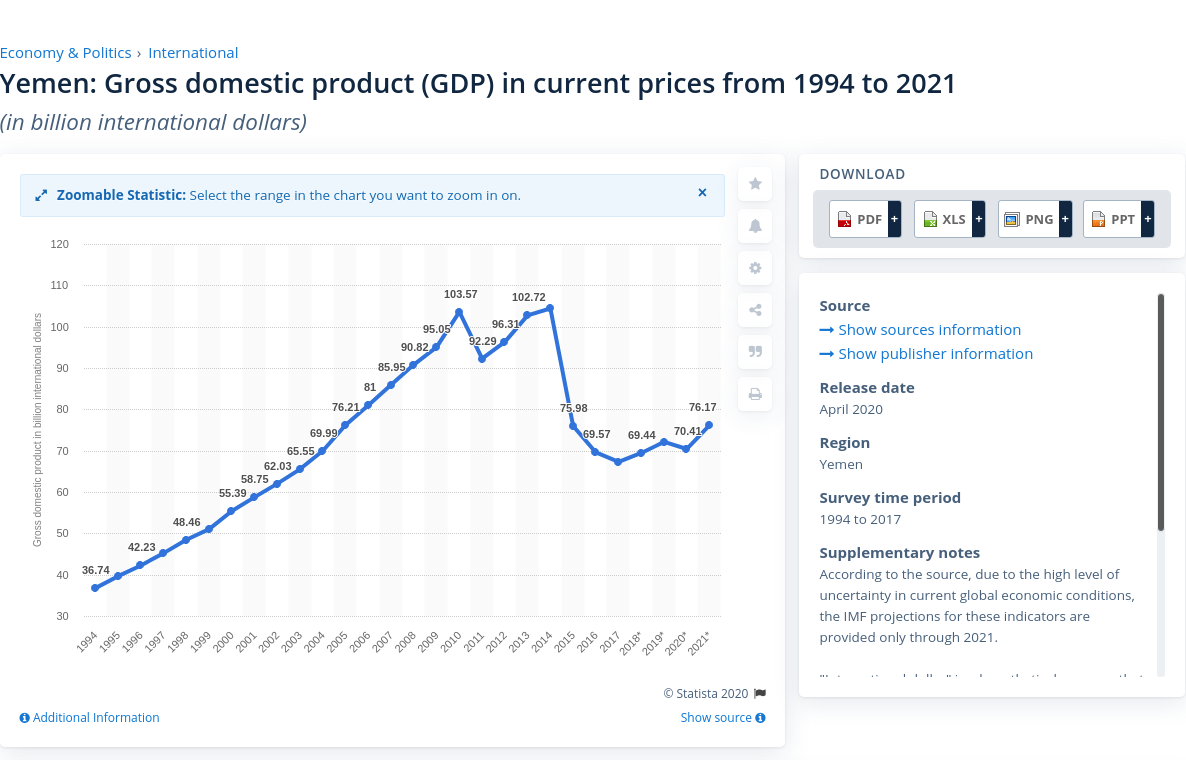 Economy & Politics › International
Yemen: Gross domestic product (GDP) in current prices from 1994 to 2021
(in billion international dollars)
Zoomable Statistic: Select the range in the chart you want to zoom in on. ×
Gross domestic product in billion international dollars
120
110
100
90
80
70
60
50
40
30
36.74
42.23
48.46
55.39
58.75
62.03
65.55
69.99
76.21
81
85.95
90.82
95.05
103.57
92.29
96.31
102.72
75.98
69.57
69.44
70.41
76.17
1994
1995
1996
1997
1998
1999
2000
2001
2002
2003
2004
2005
2006
2007
2008
2009
2010
2011
2012
2013
2014
2015
2016
2017
2018*
2019*
2020*
2021*
© Statista 2020
Additional Information
Show source
DOWNLOAD
PDF + XLS + PNG + PPT +
Source
Show sources information
Show publisher information
Release date
April 2020
Region
Yemen
Survey time period
1994 to 2017
Supplementary notes
According to the source, due to the high level of
uncertainty in current global economic conditions,
the IMF projections for these indicators are
provided only through 2021.